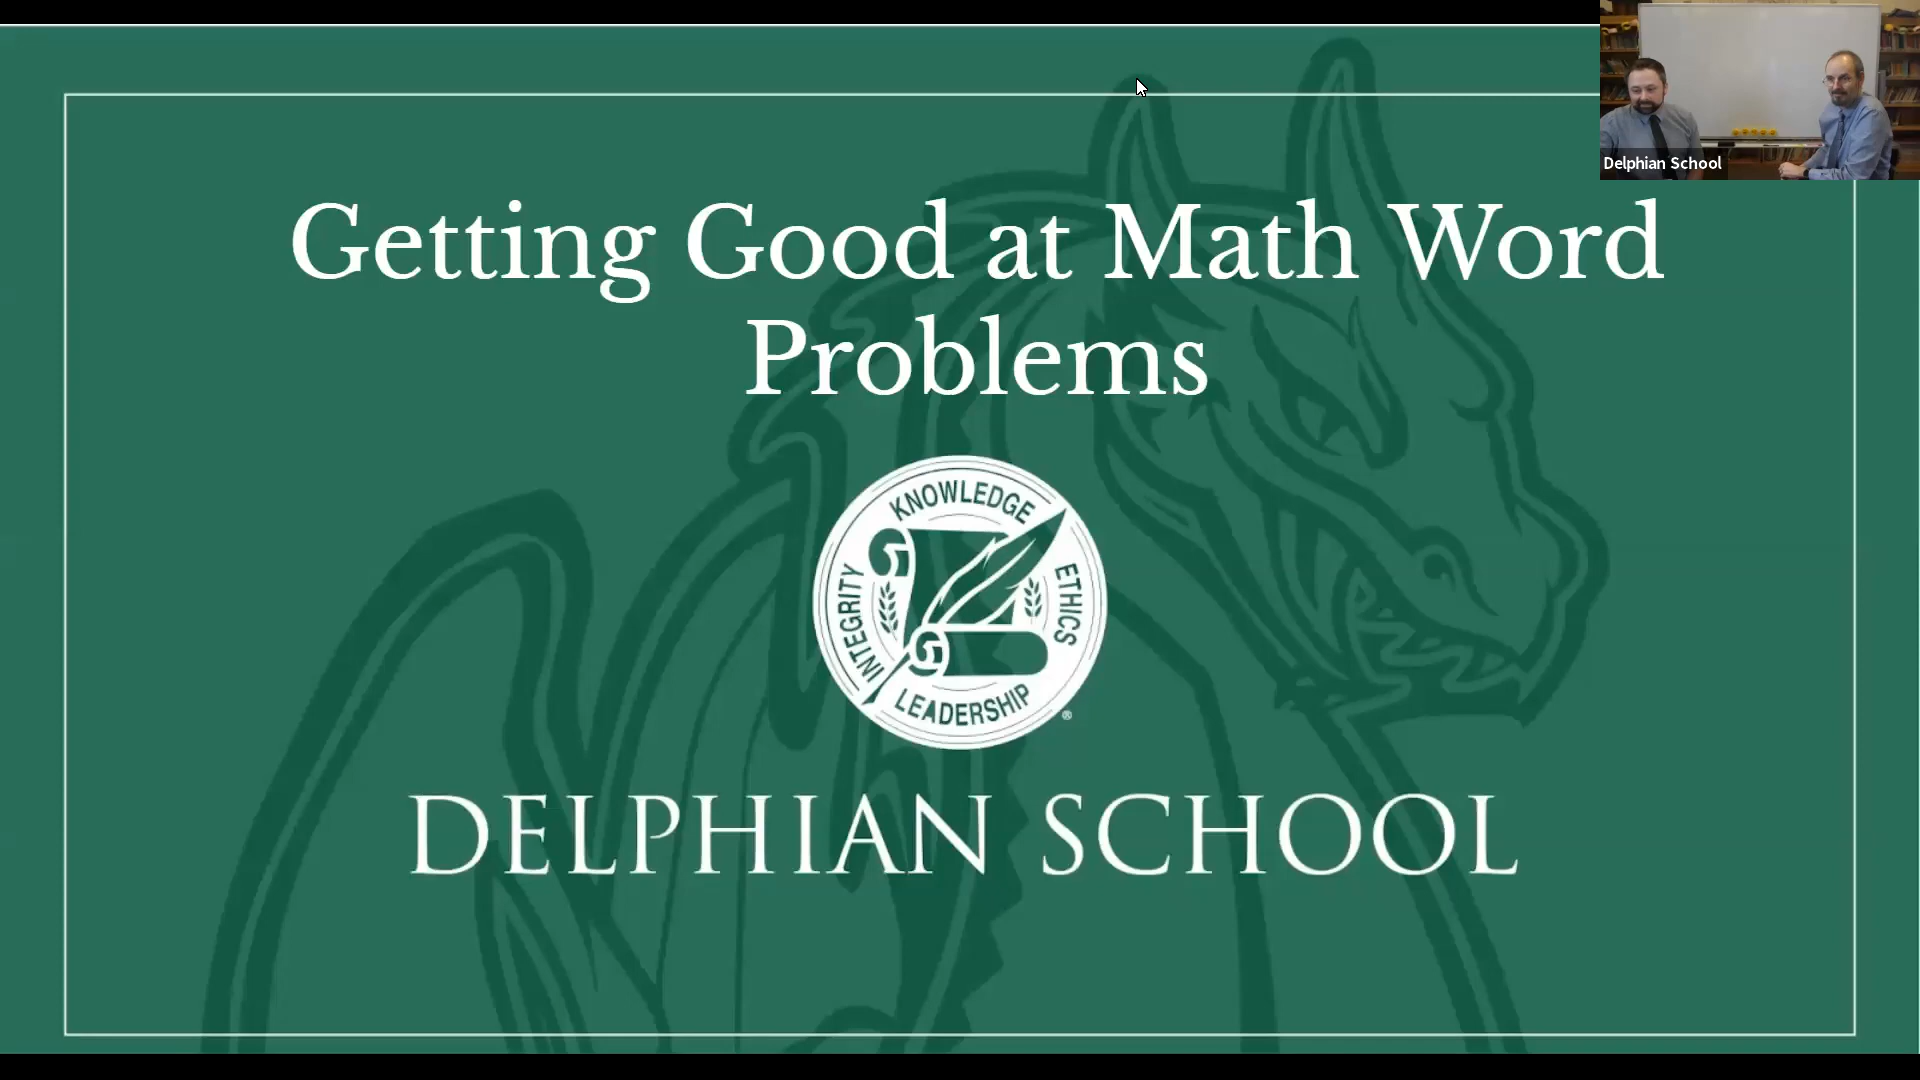 Delphian School
Getting Good at Math Word
Problems
KNOWLEDGE
INTEGRITY
ETHICS
LEADERSHIP
®
DELPHIAN SCHOOL